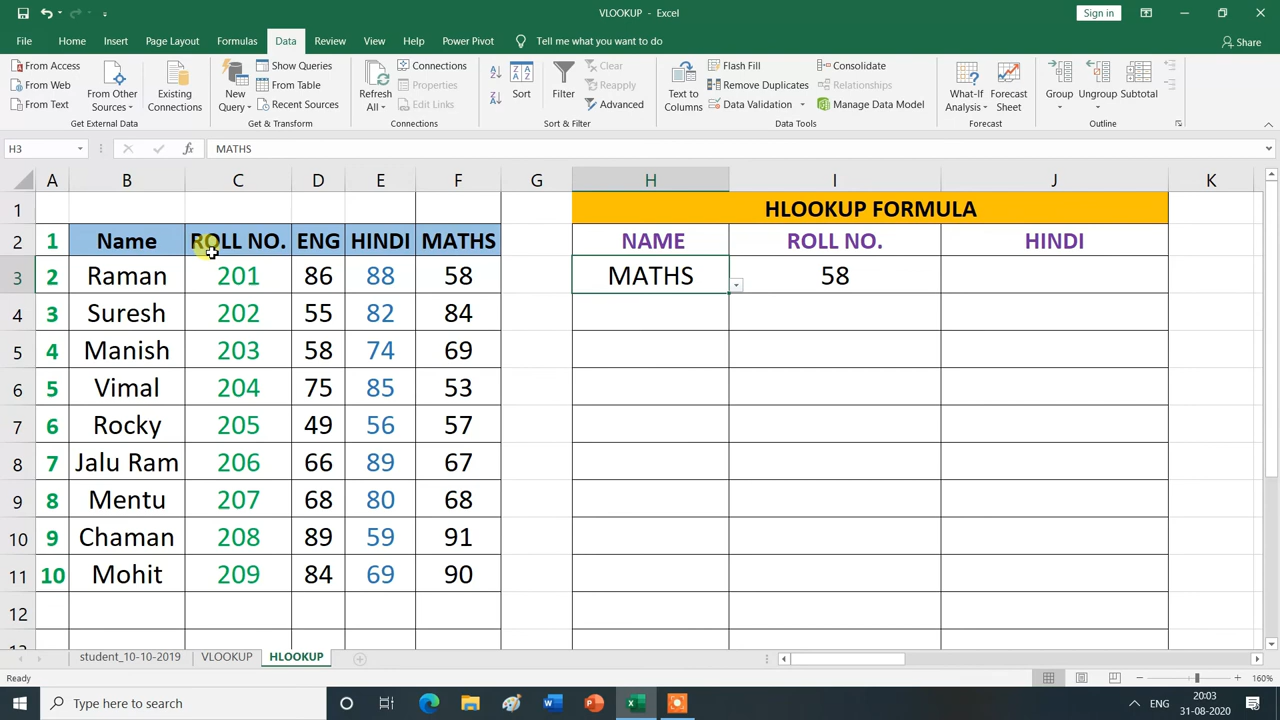 VLOOKUP - Excel
Sign in
File Home Insert Page Layout Formulas Data Review View Help Power Pivot Tell me what you want to do Share
From Access
From Web
From Text
From Other Sources
Existing Connections
Get External Data
New Query
Show Queries
From Table
Recent Sources
Get & Transform
Refresh All
Connections
Properties
Edit Links
Connections
Sort
Filter
Clear
Reapply
Advanced
Sort & Filter
Text to Columns
Flash Fill
Remove Duplicates
Data Validation
Consolidate
Relationships
Manage Data Model
Data Tools
What-If Analysis
Forecast Sheet
Forecast
Group
Ungroup
Subtotal
Outline
H3 fx MATHS
A B C D E F G H I J K
1 HLOOKUP FORMULA
2 1 Name ROLL NO. ENG HINDI MATHS NAME ROLL NO. HINDI
3 2 Raman 201 86 88 58 MATHS 58
4 3 Suresh 202 55 82 84
5 4 Manish 203 58 74 69
6 5 Vimal 204 75 85 53
7 6 Rocky 205 49 56 57
8 7 Jalu Ram 206 66 89 67
9 8 Mentu 207 68 80 68
10 9 Chaman 208 89 59 91
11 10 Mohit 209 84 69 90
12
student_10-10-2019 VLOOKUP HLOOKUP
Ready 160%
Type here to search
ENG
20:03
31-08-2020